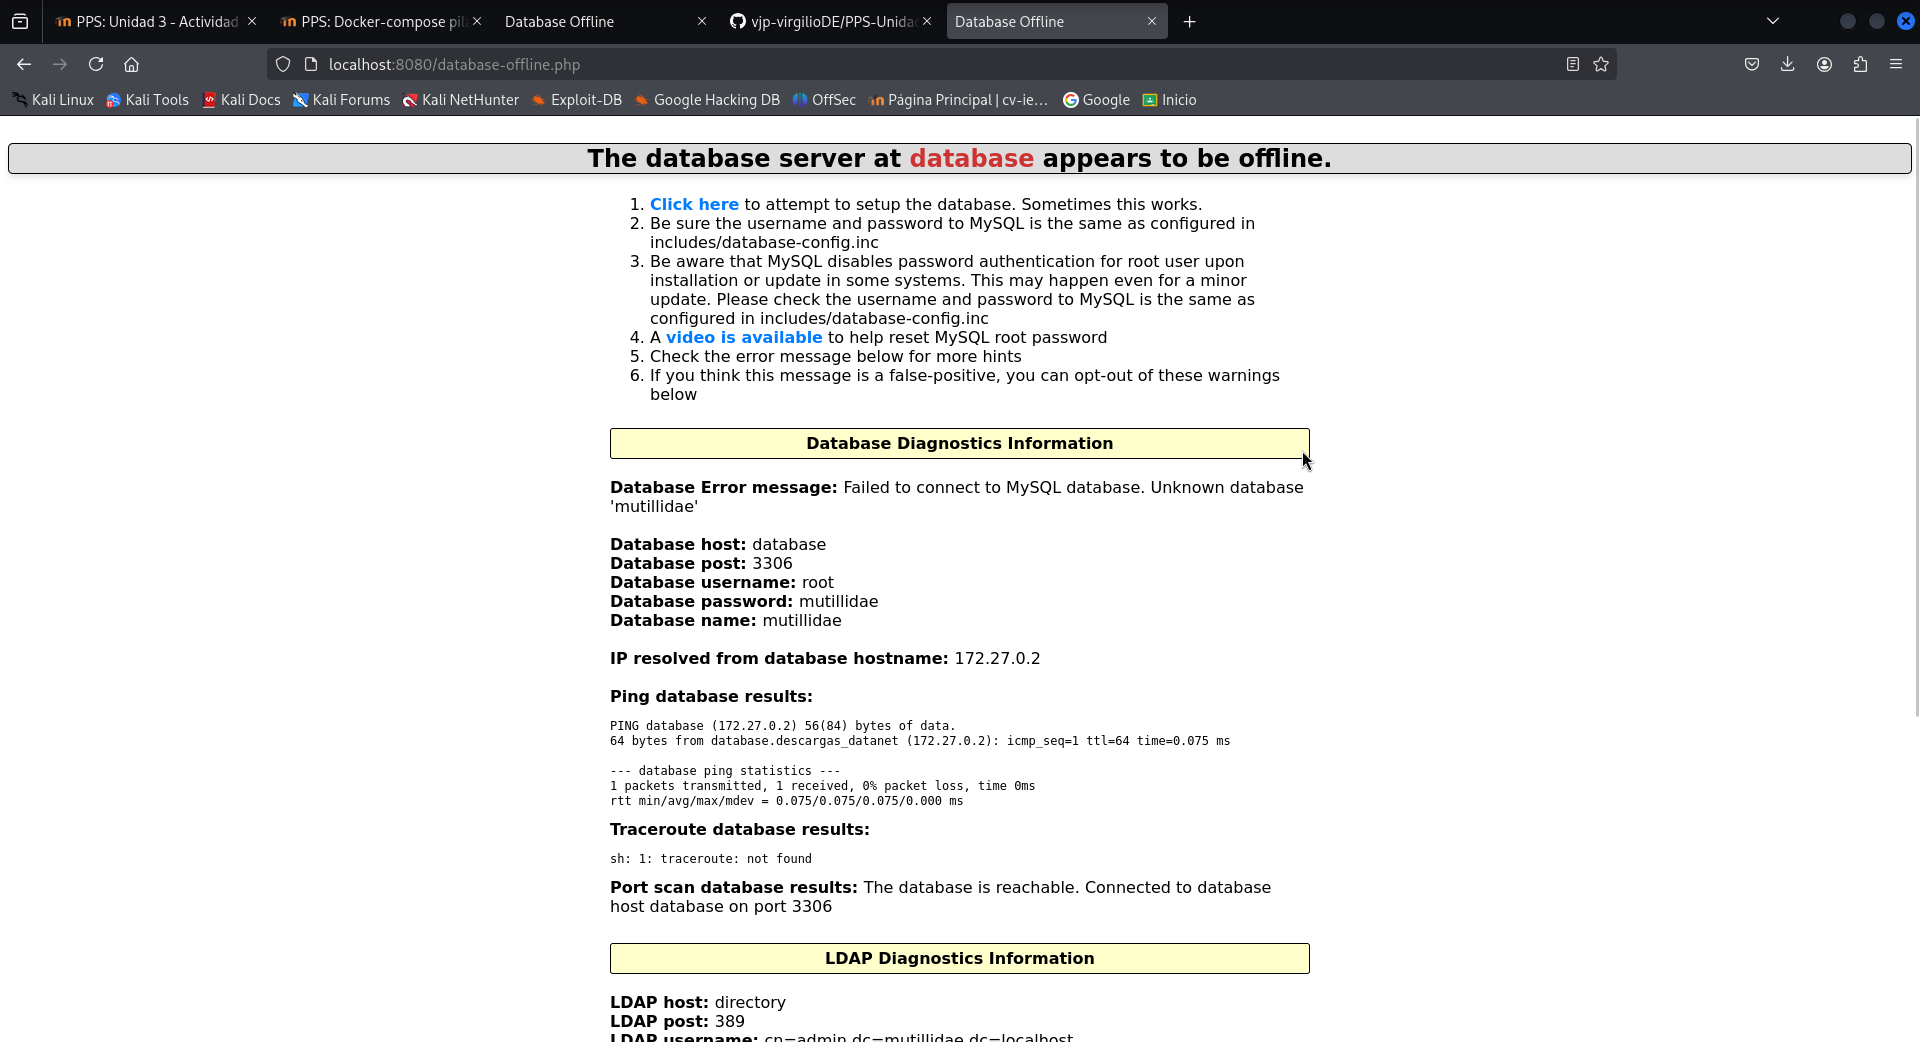 PPS: Unidad 3 - Actividad
PPS: Docker-compose pil
Database Offline
vjp-virgilioDE/PPS-Unidad
Database Offline
localhost:8080/database-offline.php
Kali Linux
Kali Tools
Kali Docs
Kali Forums
Kali NetHunter
Exploit-DB
Google Hacking DB
OffSec
Página Principal | cv-ie…
Google
Inicio
The database server at database appears to be offline.
1. Click here to attempt to setup the database. Sometimes this works.
2. Be sure the username and password to MySQL is the same as configured in
includes/database-config.inc
3. Be aware that MySQL disables password authentication for root user upon
installation or update in some systems. This may happen even for a minor
update. Please check the username and password to MySQL is the same as
configured in includes/database-config.inc
4. A video is available to help reset MySQL root password
5. Check the error message below for more hints
6. If you think this message is a false-positive, you can opt-out of these warnings
below
Database Diagnostics Information
Database Error message: Failed to connect to MySQL database. Unknown database
'mutillidae'
Database host: database
Database post: 3306
Database username: root
Database password: mutillidae
Database name: mutillidae
IP resolved from database hostname: 172.27.0.2
Ping database results:
PING database (172.27.0.2) 56(84) bytes of data.
64 bytes from database.descargas_datanet (172.27.0.2): icmp_seq=1 ttl=64 time=0.075 ms
--- database ping statistics ---
1 packets transmitted, 1 received, 0% packet loss, time 0ms
rtt min/avg/max/mdev = 0.075/0.075/0.075/0.000 ms
Traceroute database results:
sh: 1: traceroute: not found
Port scan database results: The database is reachable. Connected to database
host database on port 3306
LDAP Diagnostics Information
LDAP host: directory
LDAP post: 389
LDAP username: cn=admin,dc=mutillidae,dc=localhost